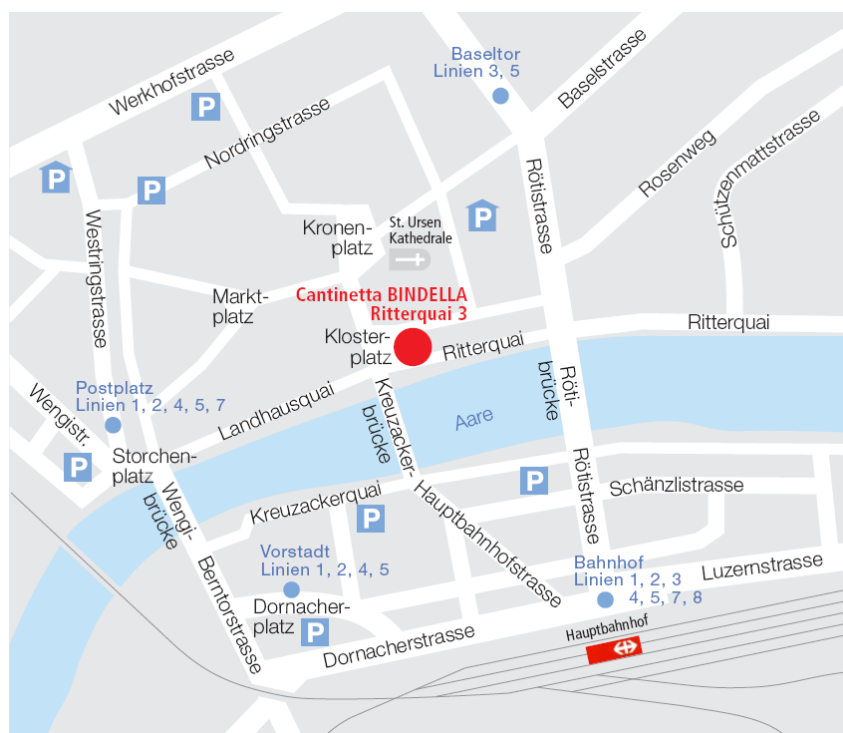 Baseltor
Linien 3, 5
Werkhofstrasse
Baselstrasse
P
Nordringstrasse
P
P
Rötistrasse
Rosenweg
Schützenmattstrasse
Westringstrasse
Kronen-
platz
St. Ursen
Kathedrale
P
Markt-
platz
Cantinetta BINDELLA
Ritterquai 3
Kloster-
platz
Ritterquai
Ritterquai
Landhausquai
Kreuzacker-
brücke
Röti-
brücke
Aare
Postplatz
Linien 1, 2, 4, 5, 7
Wengistr.
P
Storchen-
platz
Wengi-
brücke
Kreuzackerquai
P
Hauptbahnhofstrasse
P
Rötistrasse
Schänzlistrasse
Vorstadt
Linien 1, 2, 4, 5
Berntorstrasse
Dornacher-
platz
P
Dornacherstrasse
Bahnhof
Linien 1, 2, 3
4, 5, 7, 8
Luzernstrasse
Hauptbahnhof